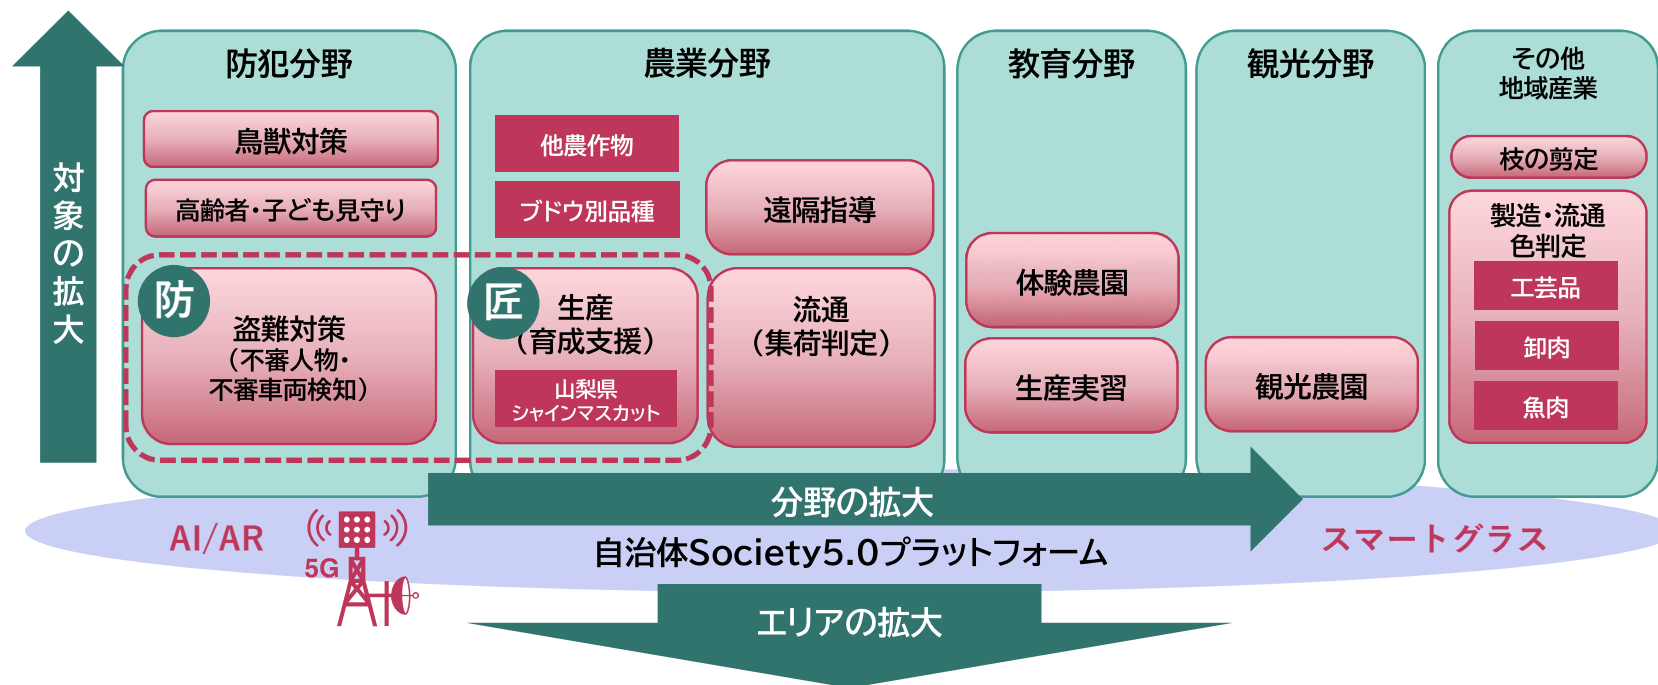 対象の拡大
防犯分野
鳥獣対策
高齢者・子ども見守り
防
盗難対策
（不審人物・
不審車両検知）
農業分野
他農作物
ブドウ別品種
遠隔指導
匠
生産
（育成支援）
山梨県
シャインマスカット
流通
（集荷判定）
教育分野
体験農園
生産実習
観光分野
観光農園
その他
地域産業
枝の剪定
製造・流通
色判定
工芸品
卸肉
魚肉
分野の拡大
AI/AR
5G
自治体Society5.0プラットフォーム
スマートグラス
エリアの拡大